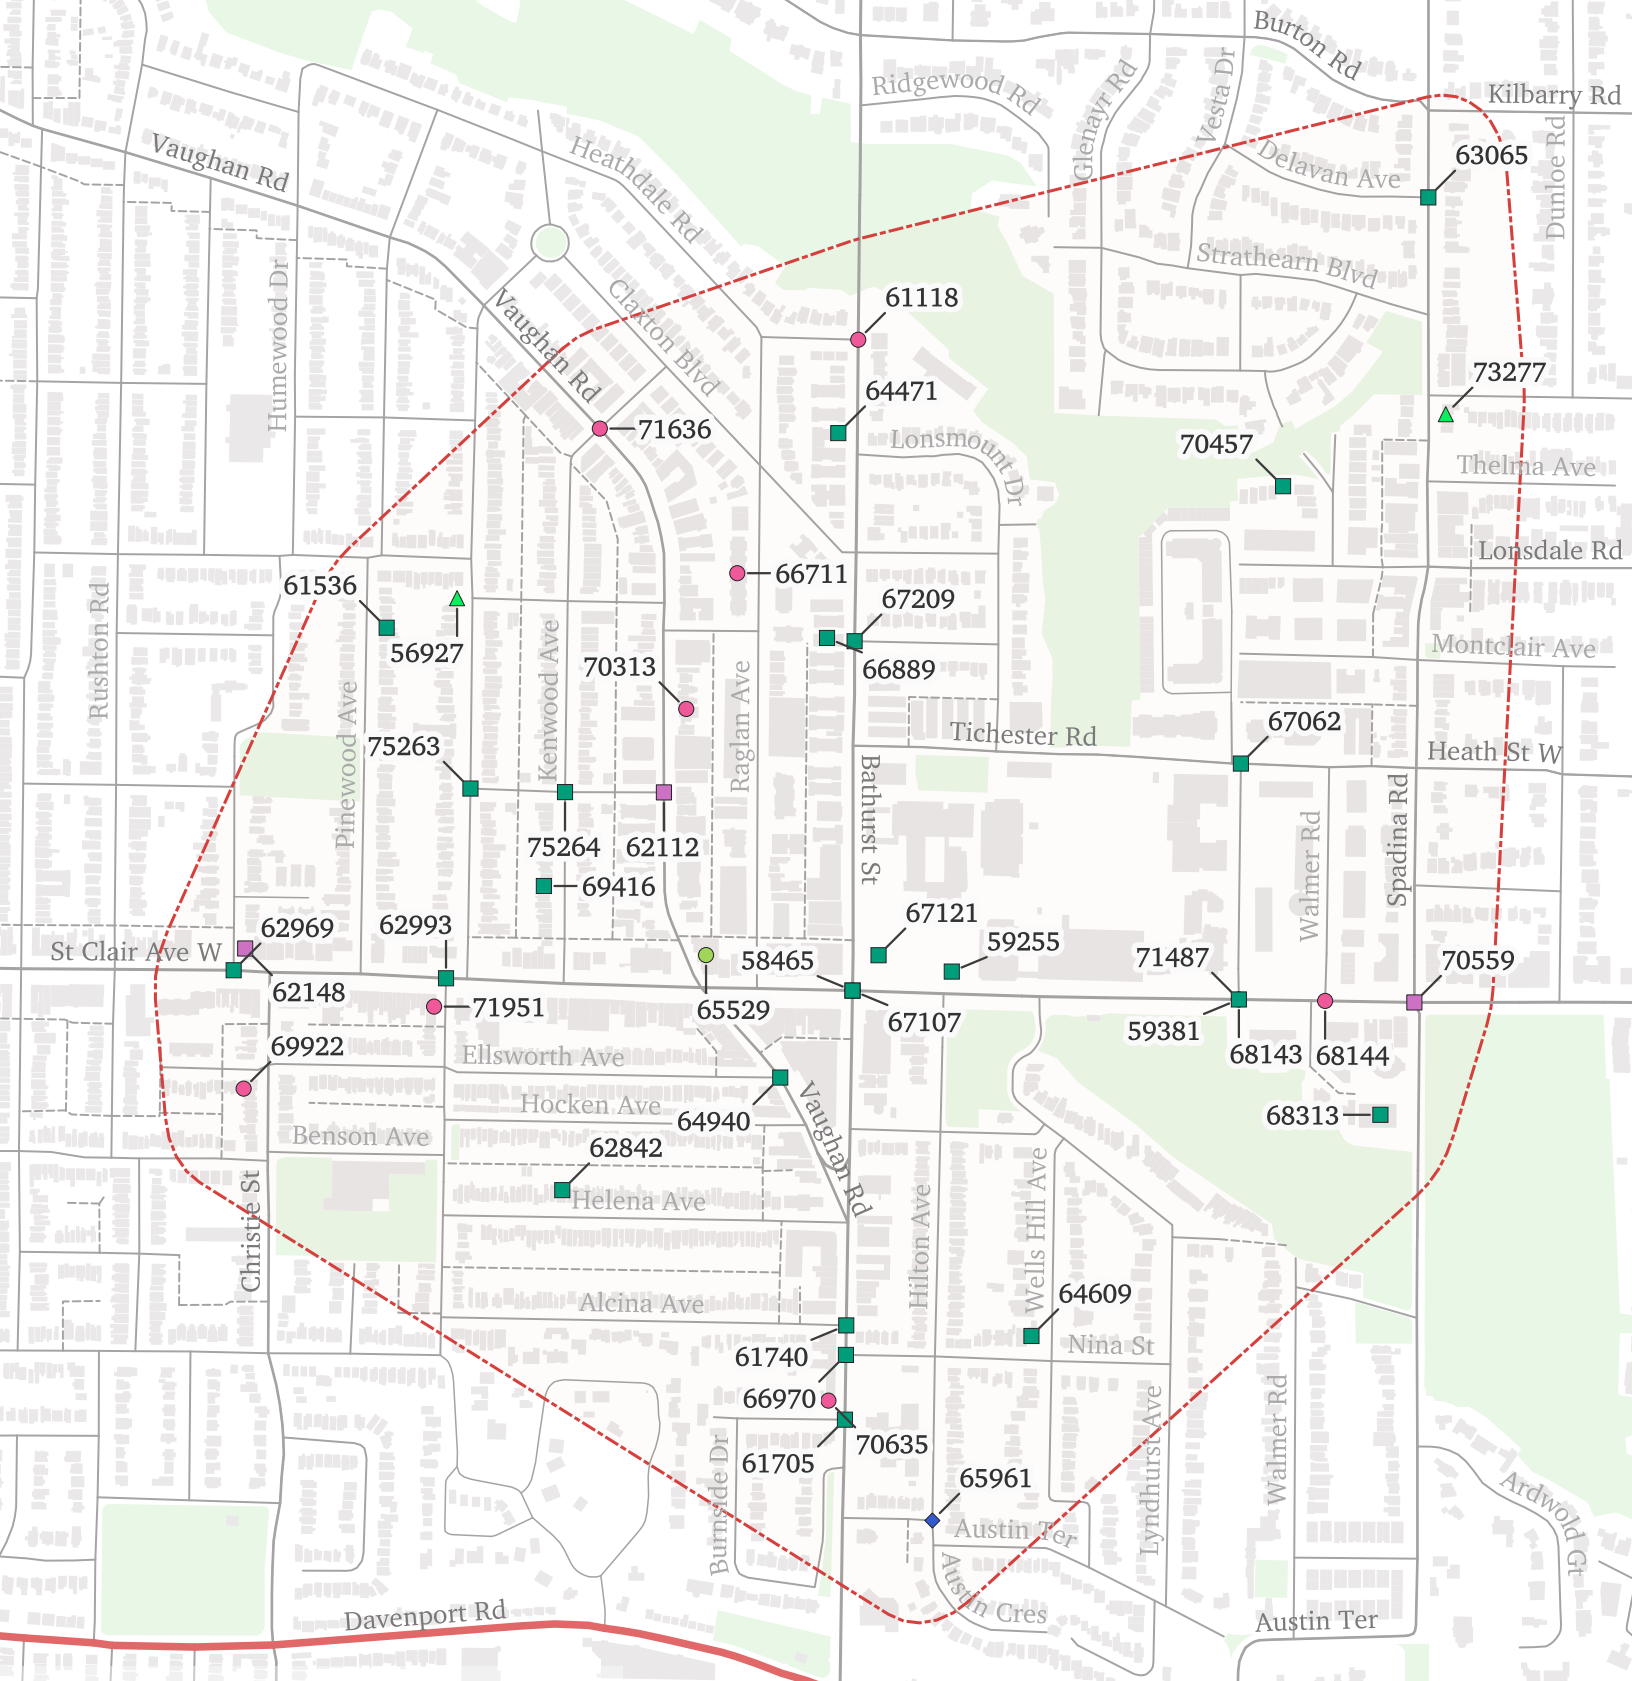 Burton Rd
Ridgewood Rd
Glenayr Rd
Vesta Dr
Kilbarry Rd
Vaughan Rd
Heathdale Rd
Delavan Ave
63065
Dunloe Rd
Strathearn Blvd
Humewood Dr
Vaughan Rd
Claxton Blvd
61118
73277
64471
71636
Lonsmount Dr
70457
Thelma Ave
Lonsdale Rd
61536
66711
67209
56927
Rushton Rd
Kenwood Ave
70313
66889
Montclair Ave
Pinewood Ave
Raglan Ave
75263
Tichester Rd
67062
Heath St W
Bathurst St
Spadina Rd
Walmer Rd
75264
62112
69416
62969
62993
67121
59255
St Clair Ave W
58465
71487
70559
62148
71951
65529
67107
59381
69922
Ellsworth Ave
68143
68144
Hocken Ave
64940
Vaughan Rd
68313
Benson Ave
62842
Christie St
Helena Ave
Hilton Ave
Wells Hill Ave
Alcina Ave
64609
61740
Nina St
66970
70635
61705
Burnside Dr
65961
Lyndhurst Ave
Walmer Rd
Ardwold Gt
Austin Ter
Austin Cres
Davenport Rd
Austin Ter